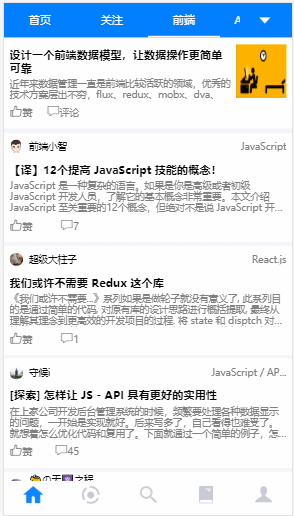 首页 关注 前端
设计一个前端数据模型，让数据操作更简单
可靠
近年来数据管理一直是前端比较活跃的领域，优秀的
技术方案层出不穷，flux、redux、mobx、dva、
赞 评论
前端小智 JavaScript
【译】12个提高 JavaScript 技能的概念！
JavaScript 是一种复杂的语言。如果是你是高级或者初级
JavaScript 开发人员，了解它的基本概念非常重要。本文介绍
JavaScript 至关重要的12个概念，但绝对不是说 JavaScript 开...
赞 7
超级大柱子 React.js
我们或许不需要 Redux 这个库
《我们或许不需要...》系列如果是做轮子就没有意义了, 此系列目
的是通过简单的代码, 对原有库的设计思路进行概括提取, 最终从
理解其理念到更高效的开发项目的过程. 将 state 和 disptch 对...
赞 1
守候i JavaScript / AP...
[探索] 怎样让 JS - API 具有更好的实用性
在上家公司开发后台管理系统的时候，频繁要处理各种数据显示
的问题，一开始是实现就好。后来写多了，自己看得也难受了。
就想着怎么优化代码和复用了。下面就通过一个简单的例子，怎...
赞 45